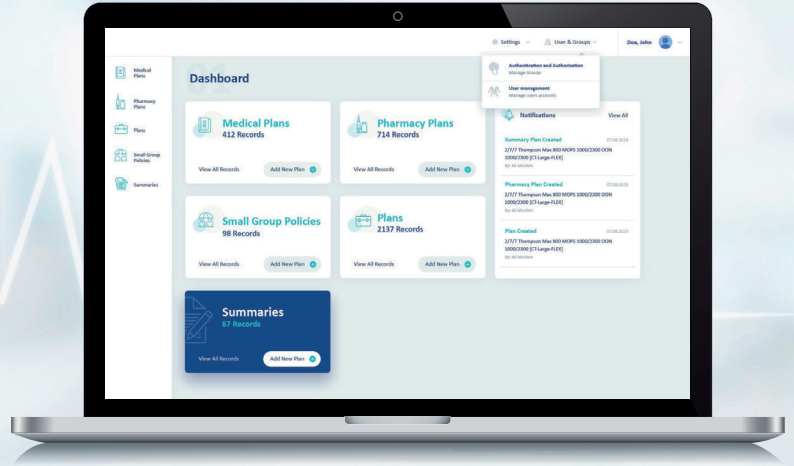 Settings
User & Groups
Doe, John
Authentication and Authorization
Manage Groups
User management
Manage users accounts
Medical
Plans
Pharmacy
Plans
Plans
Small Group
Policies
Summaries
01
Dashboard
Medical Plans
412 Records
View All Records
Add New Plan
Pharmacy Plans
714 Records
View All Records
Add New Plan
Small Group Policies
98 Records
View All Records
Add New Plan
Plans
2137 Records
View All Records
Add New Plan
Summaries
67 Records
View All Records
Add New Plan
Notifications
View All
Summary Plan Created
07.08.2019
2/7/7 Thompson Max 800 MOPS 1000/2300 OON
1000/2300 [CT-Large-FLEX]
By: Ali
Pharmacy Plan Created
07.08.2019
2/7/7 Thompson Max 800 MOPS 1000/2300 OON
1000/2300 [CT-Large-FLEX]
By: Ali
Plan Created
07.08.2019
2/7/7 Thompson Max 800 MOPS 1000/2300 OON
1000/2300 [CT-Large-FLEX]
By: Ali